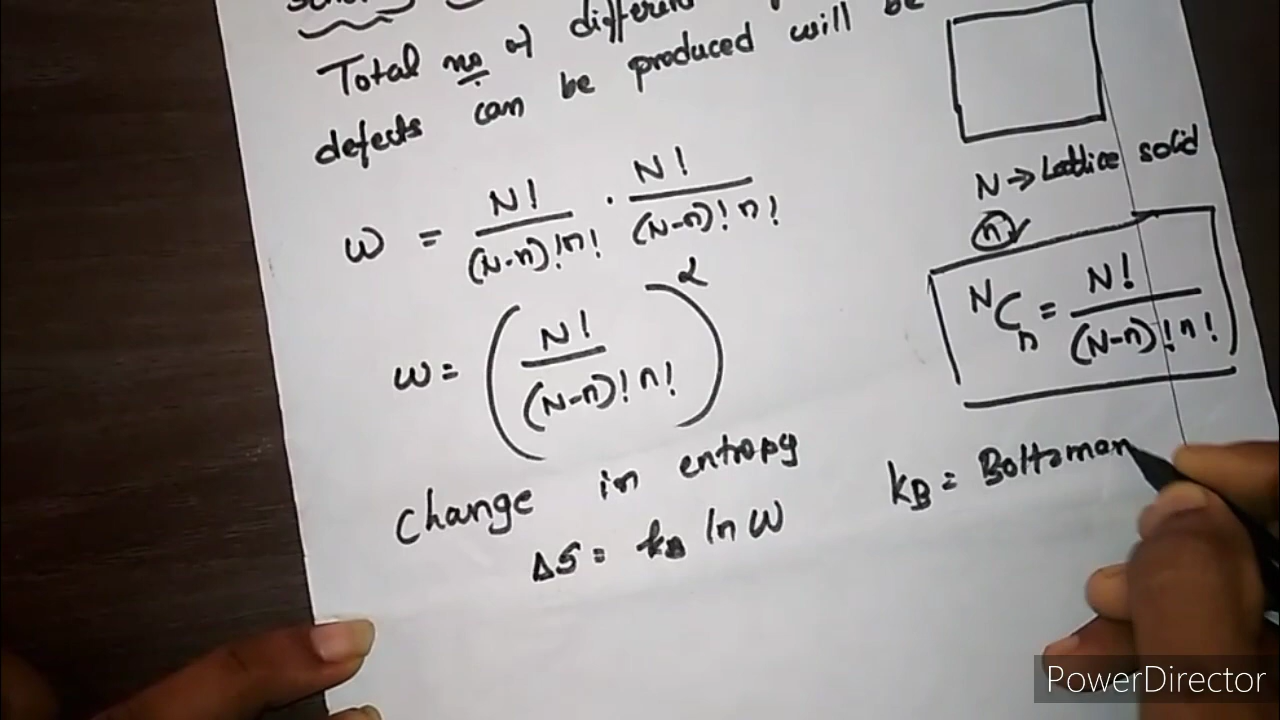 Total no of different
defects can be produced will be
W = N! / (N-n)! n! . N! / (N-n)! n!
W = ( N! / (N-n)! n! )²
Change in entropy
ΔS = kB ln W
N → Lattice solid
n
NCn = N! / (N-n)! n!
kB = Boltzman
PowerDirector